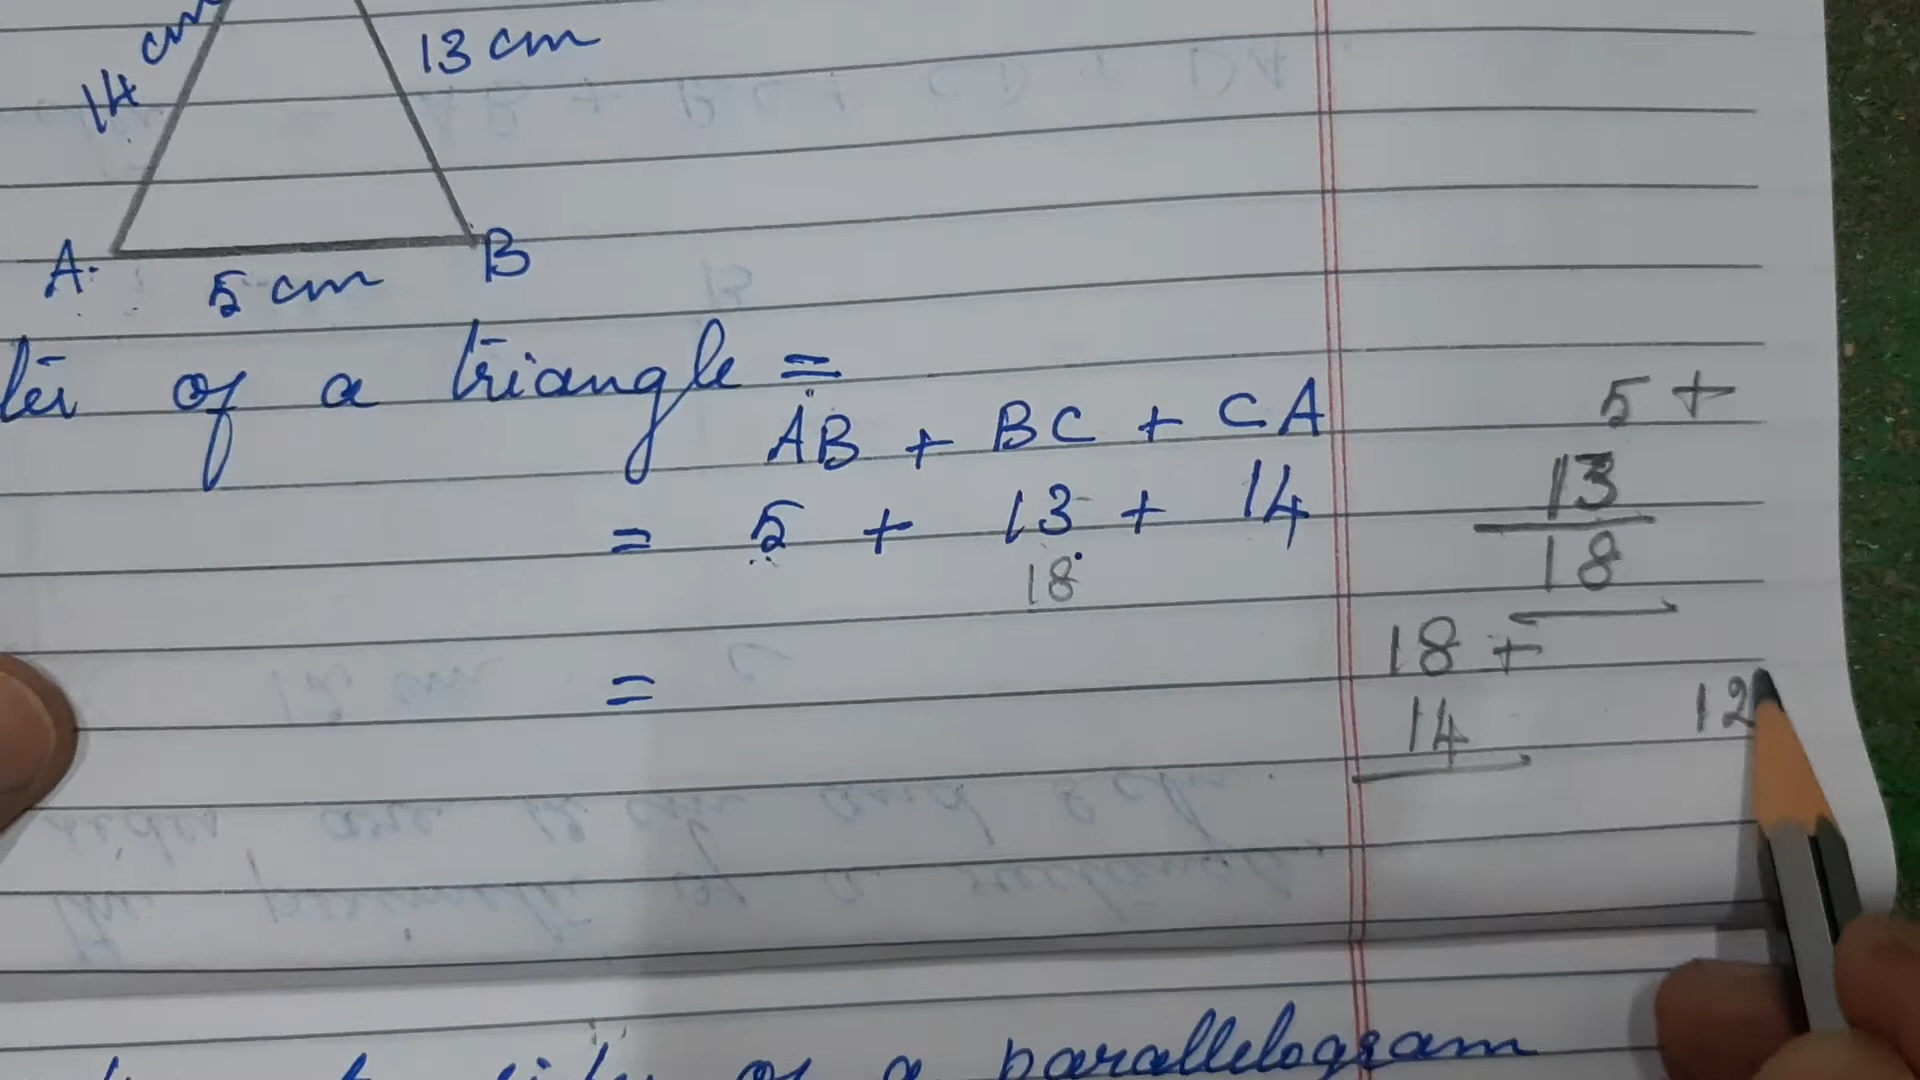 14 cm
13 cm
A.
B
5 cm
of a triangle =
AB + BC + CA
= 5 + 13 + 14
18
=
5 +
13
18
18 +
14
12
of a parallelogram